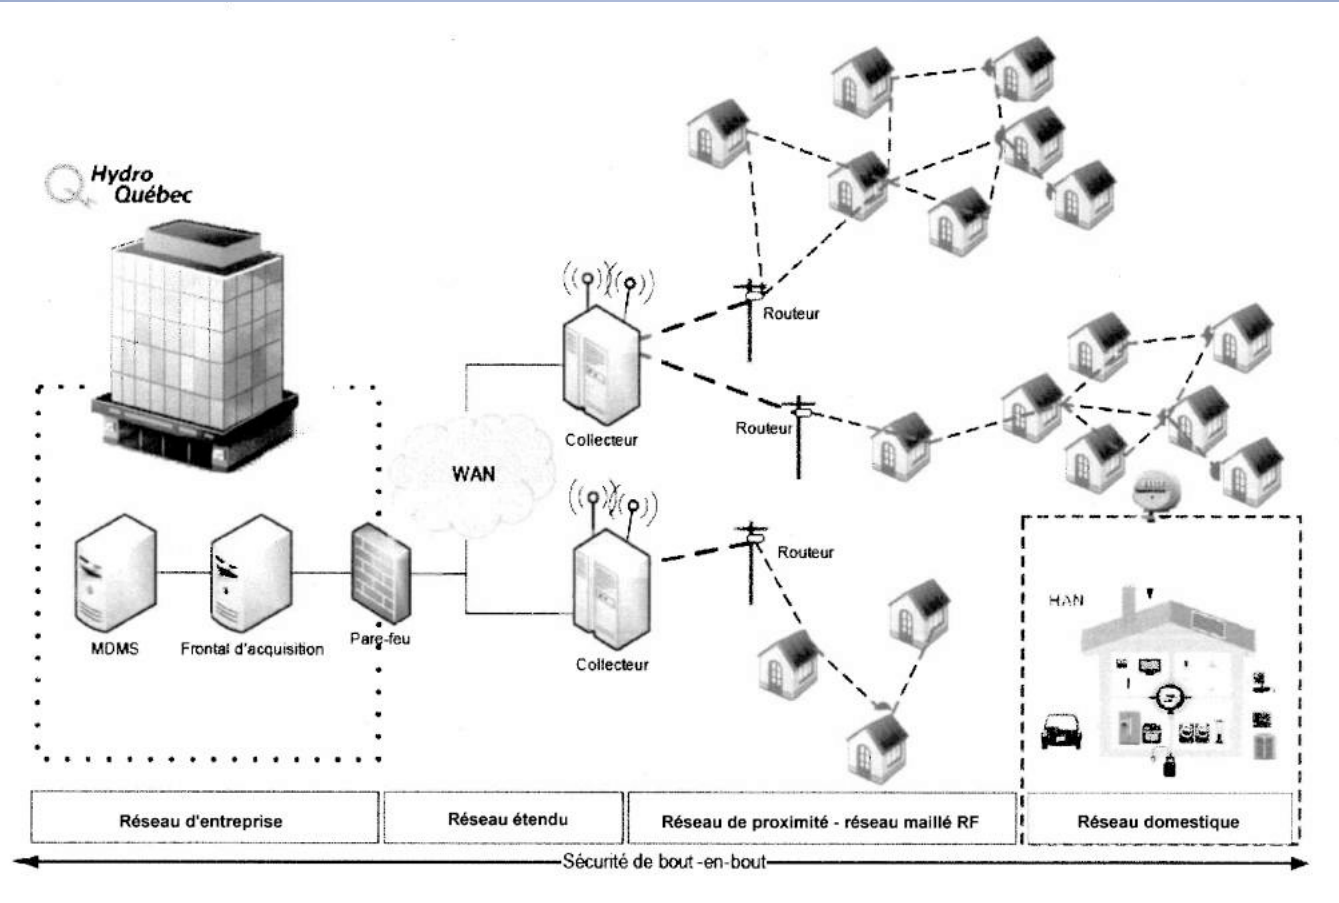 Hydro
Québec
Routeur
Collecteur
Routeur
WAN
Routeur
HAN
MDMS
Frontal d'acquisition
Pare-feu
Collecteur
Réseau d'entreprise
Réseau étendu
Réseau de proximité - réseau maillé RF
Réseau domestique
Sécurité de bout -en-bout